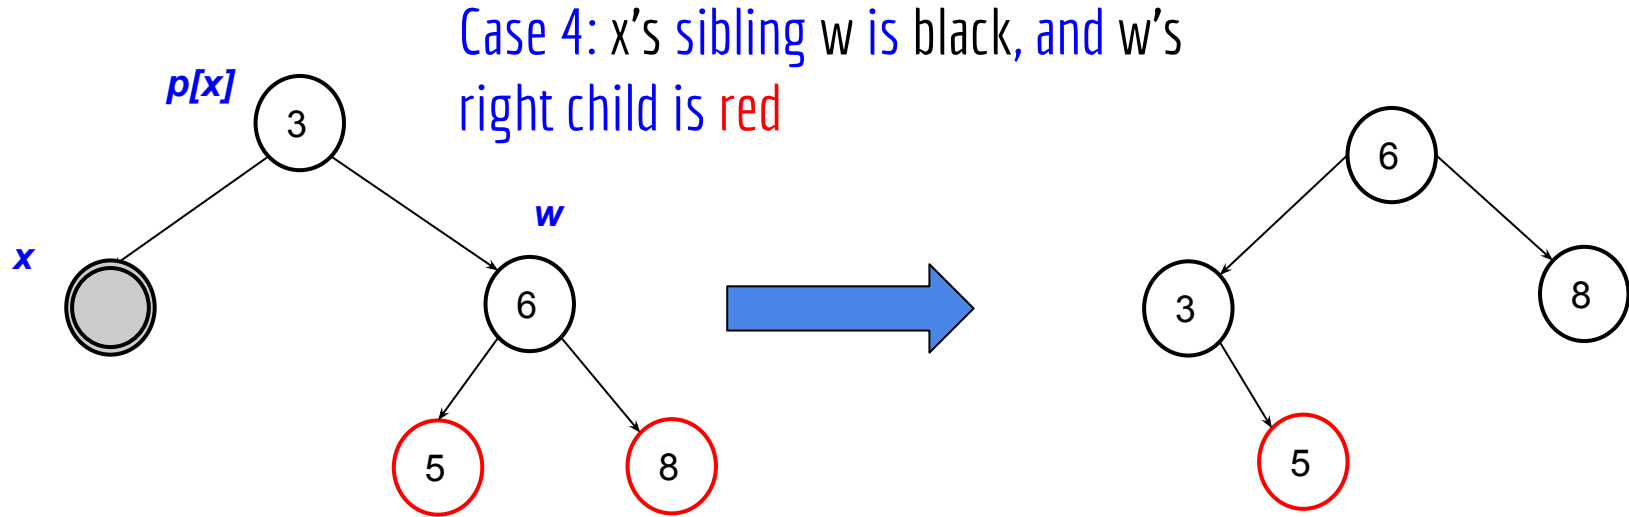 Case 4: x's sibling w is black, and w's
right child is red
p[x]
3
x
w
6
5
8
6
3
8
5